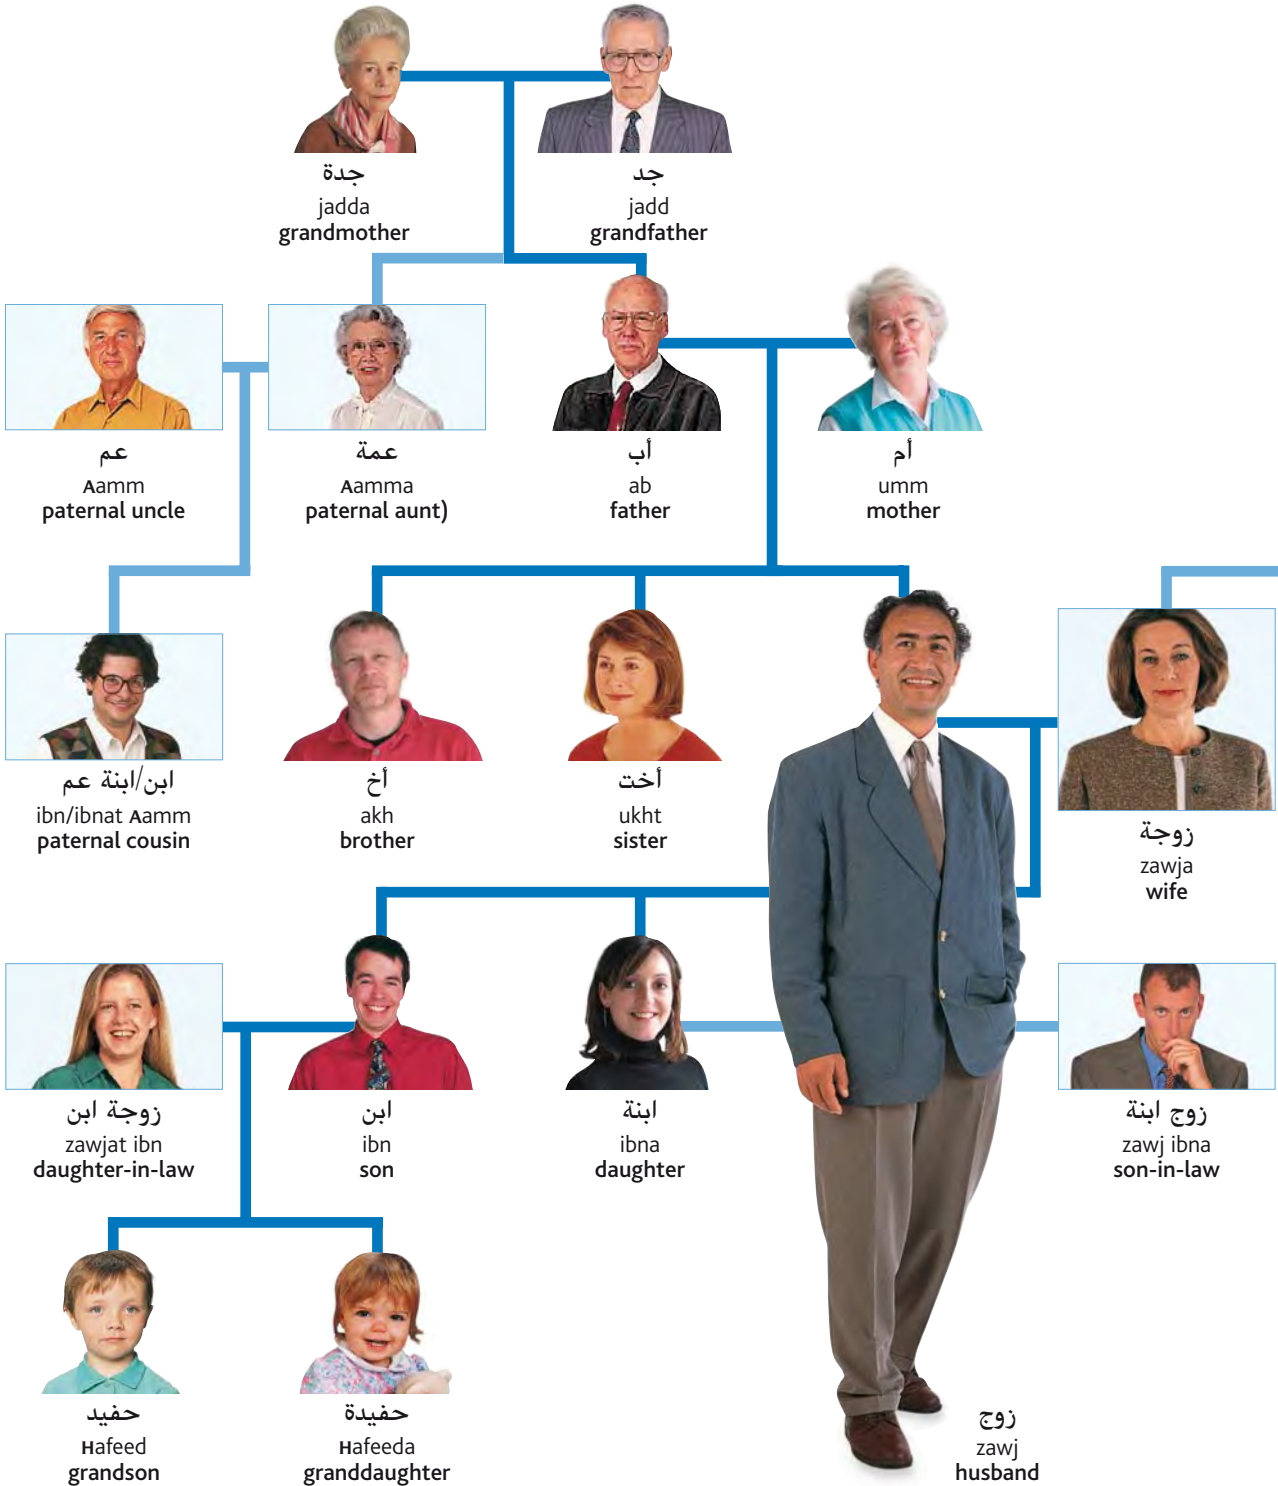 جدة
jadda
grandmother
جد
jadd
grandfather
عم
Aamm
paternal uncle
عمة
Aamma
paternal aunt)
أب
ab
father
أم
umm
mother
ابن/ابنة عم
ibn/ibnat Aamm
paternal cousin
أخ
akh
brother
أخت
ukht
sister
زوجة
zawja
wife
زوجة ابن
zawjat ibn
daughter-in-law
ابن
ibn
son
ابنة
ibna
daughter
زوج ابنة
zawj ibna
son-in-law
حفيد
Hafeed
grandson
حفيدة
Hafeeda
granddaughter
زوج
zawj
husband